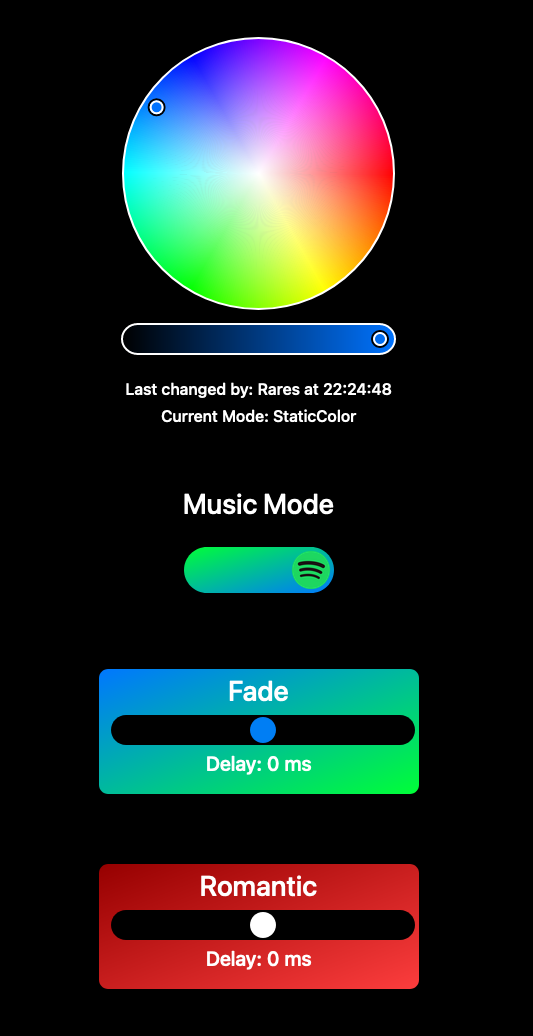 Last changed by: Rares at 22:24:48
Current Mode: StaticColor
Music Mode
Fade
Delay: 0 ms
Romantic
Delay: 0 ms